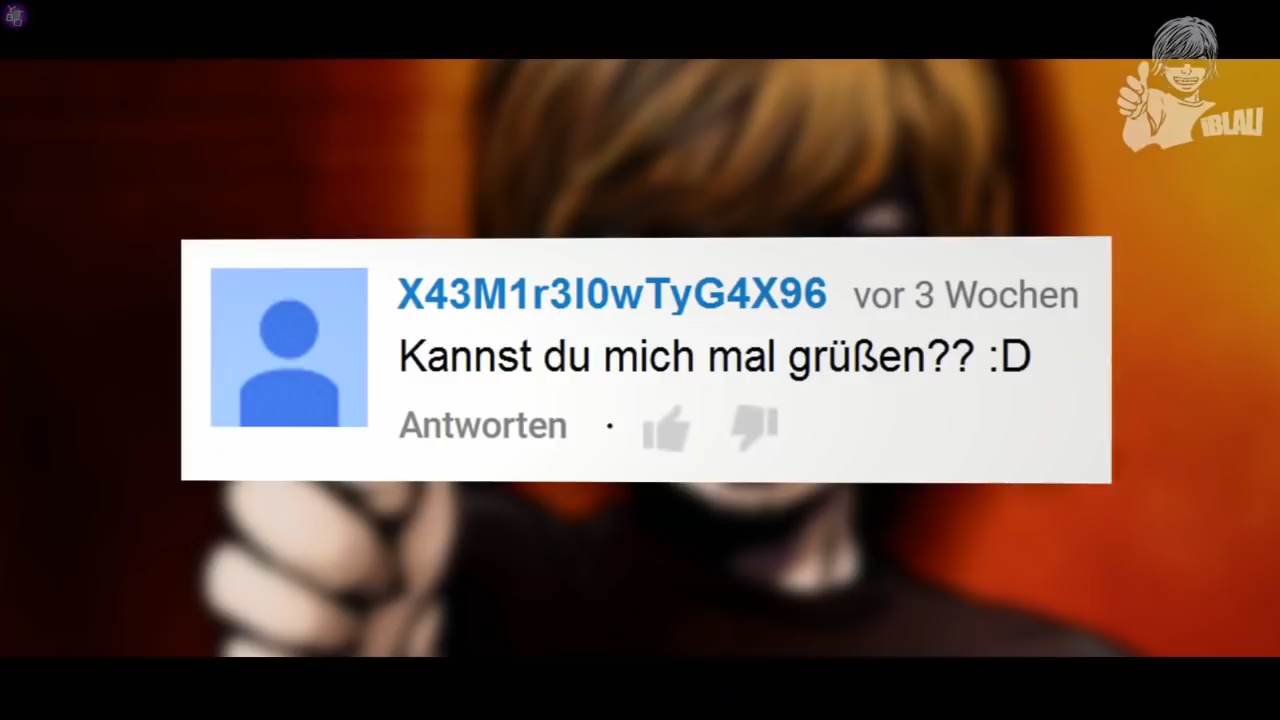 iBLALI
X43M1r3l0wTyG4X96 vor 3 Wochen
Kannst du mich mal grüßen?? :D
Antworten ·